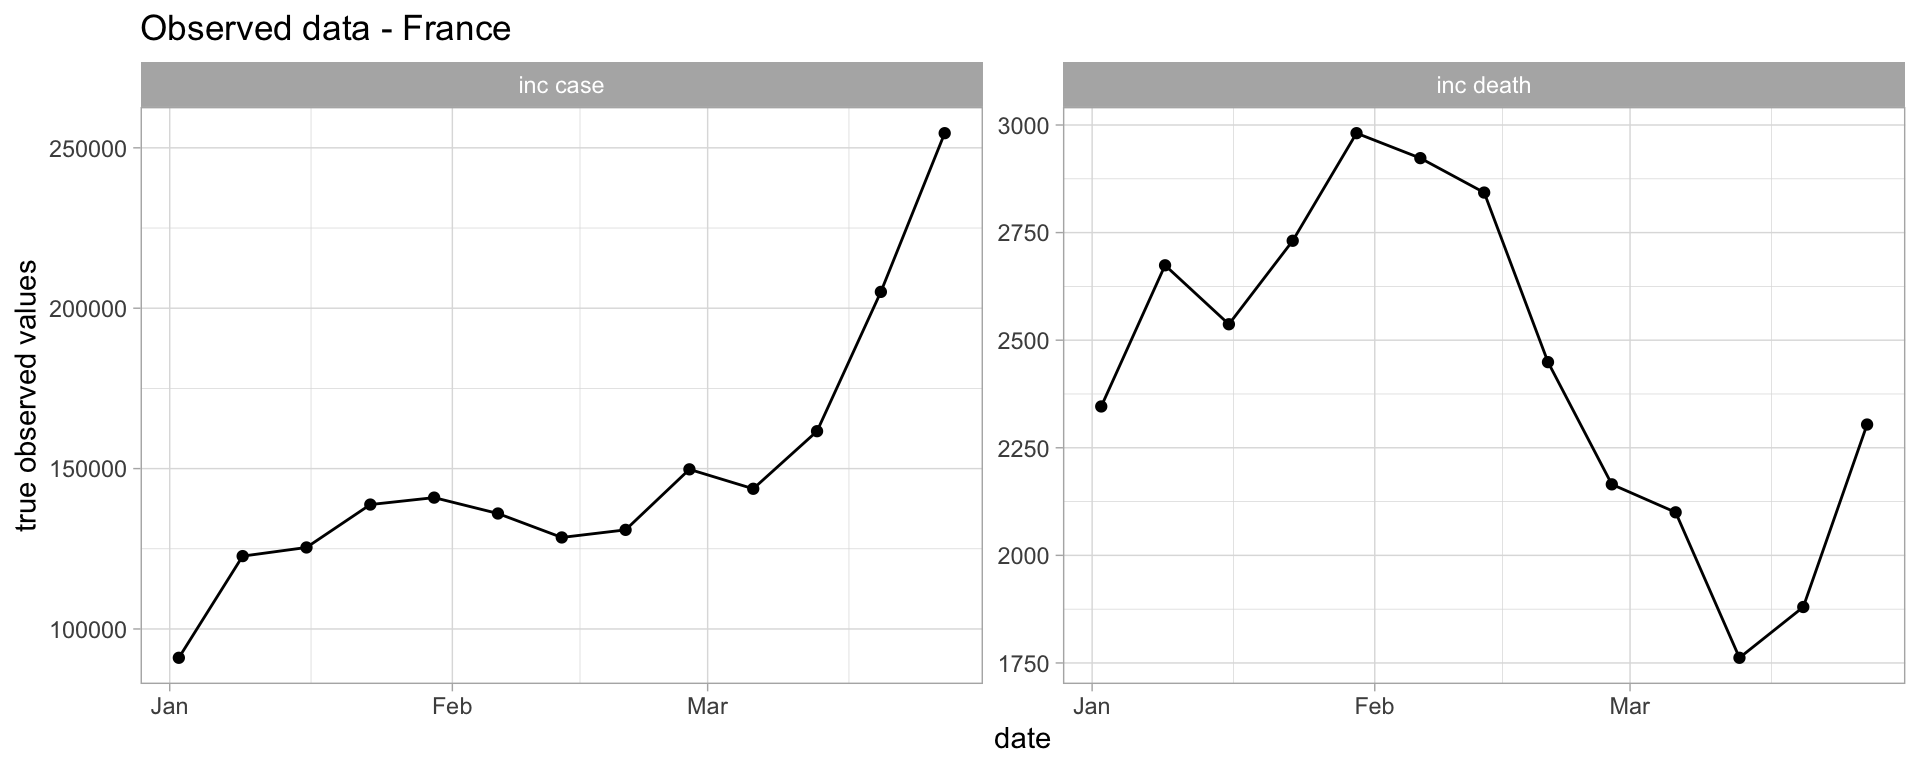 Observed data - France
inc case
inc death
true observed values
250000
200000
150000
100000
3000
2750
2500
2250
2000
1750
Jan Feb Mar
Jan Feb Mar
date